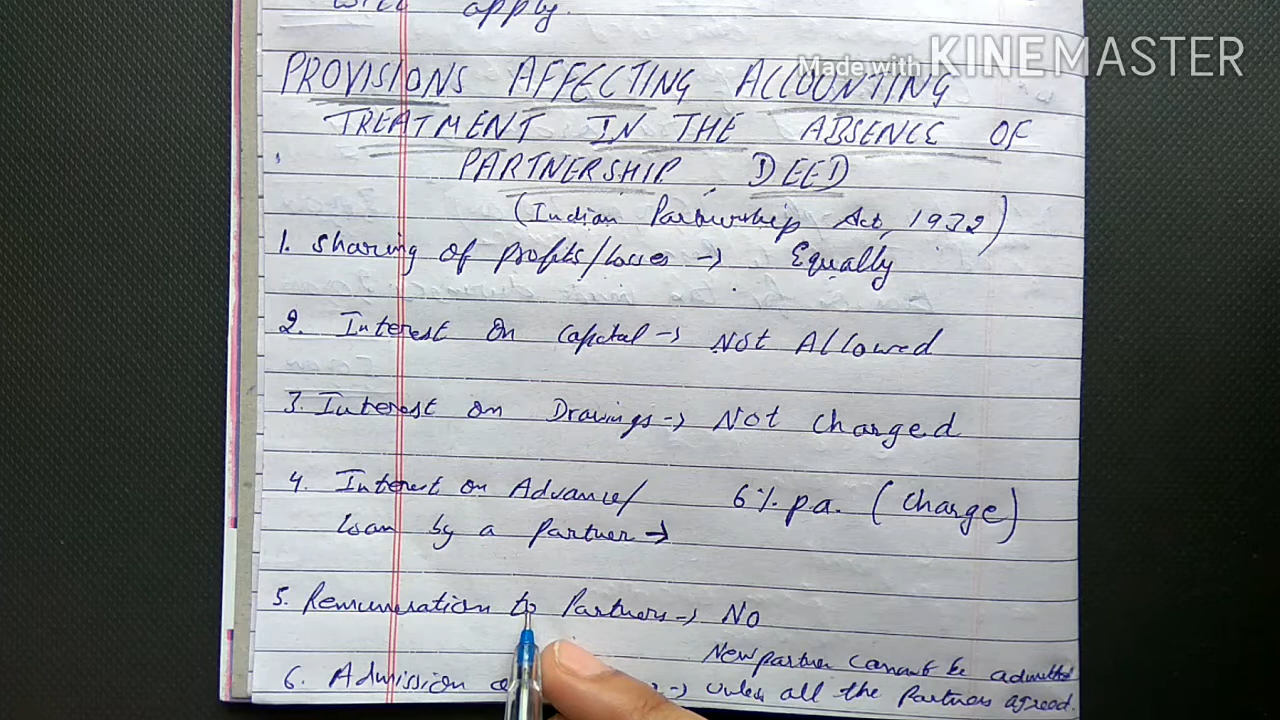 will apply.
Made with KINEMASTER
PROVISIONS AFFECTING ACCOUNTING
TREATMENT IN THE ABSENCE OF
PARTNERSHIP DEED
(Indian Partnership Act, 1932)
1. Sharing of Profits/Losses → Equally
2. Interest on Capital → Not Allowed
3. Interest on Drawings → Not Charged
4. Interest on Advance/ 6% p.a. (Charge)
loan by a Partner →
5. Remuneration to Partners → No
New partner cannot be admitted
6. Admission → unless all the Partners agreed.